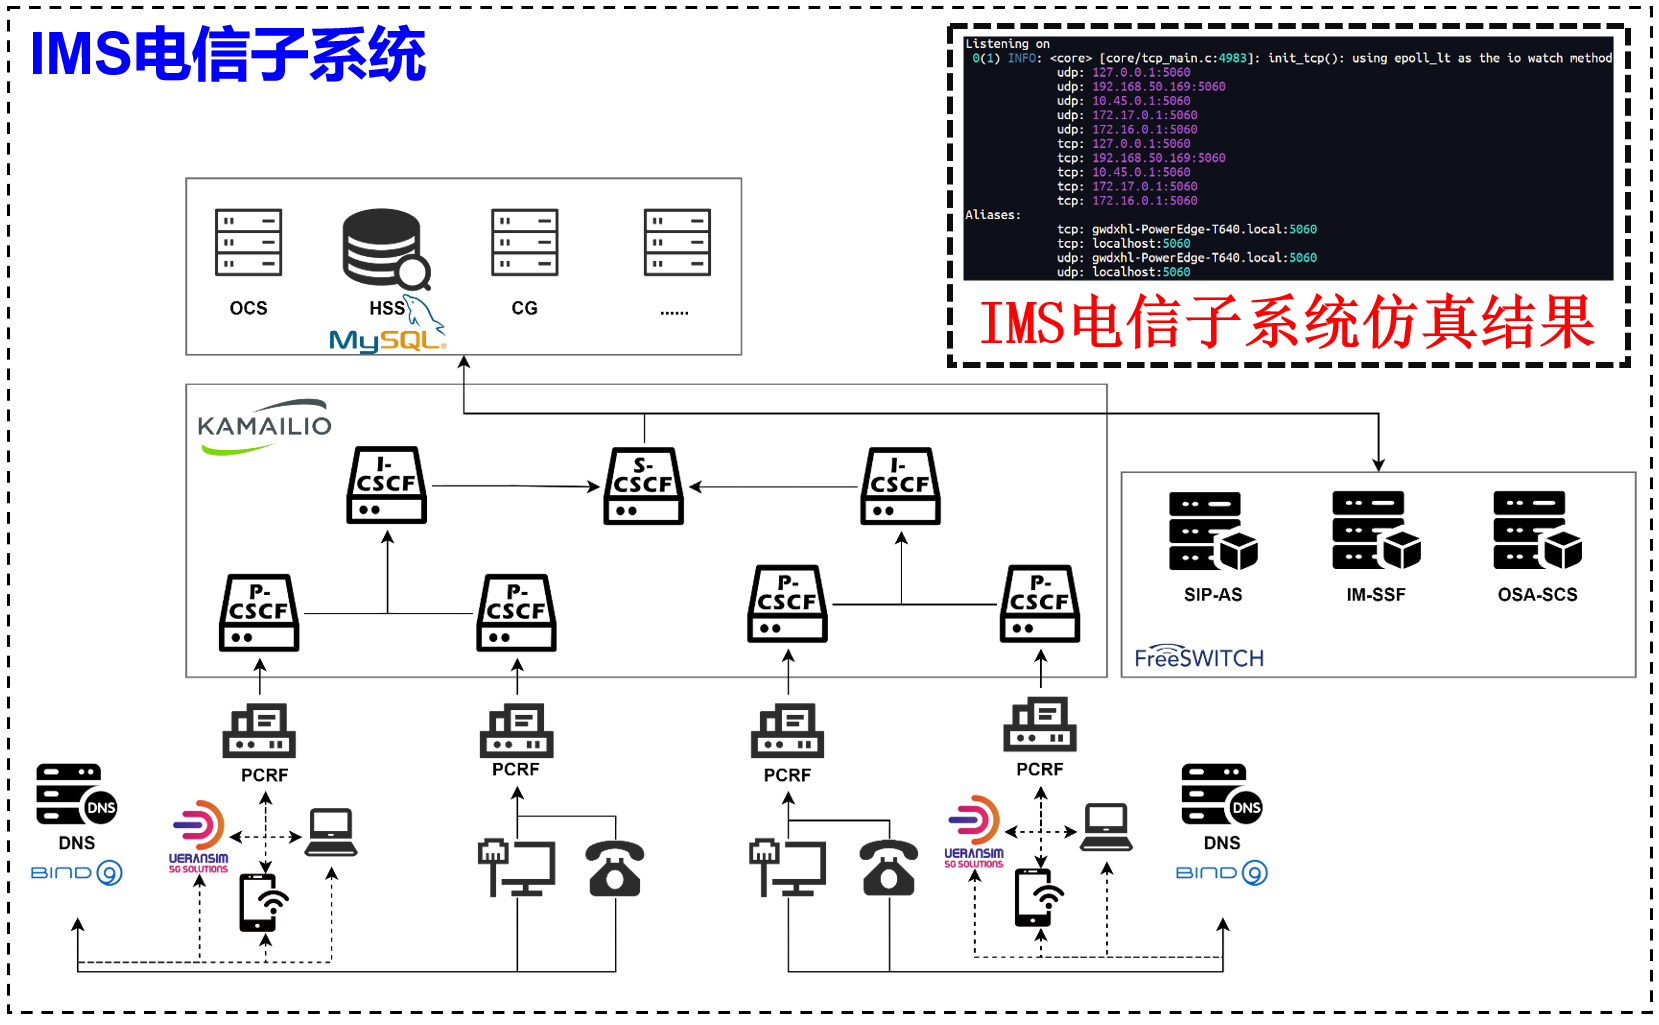 IMS电信子系统
Listening on
0(1) INFO: <core> [core/tcp_main.c:4983]: init_tcp(): using epoll_lt as the io watch method
udp: 127.0.0.1:5060
udp: 192.168.50.169:5060
udp: 10.45.0.1:5060
udp: 172.17.0.1:5060
udp: 172.16.0.1:5060
tcp: 127.0.0.1:5060
tcp: 192.168.50.169:5060
tcp: 10.45.0.1:5060
tcp: 172.17.0.1:5060
tcp: 172.16.0.1:5060
Aliases:
tcp: gwdxhl-PowerEdge-T640.local:5060
tcp: localhost:5060
udp: gwdxhl-PowerEdge-T640.local:5060
udp: localhost:5060
IMS电信子系统仿真结果
OCS
HSS
MySQL®
CG
......
KAMAILIO
I-
CSCF
S-
CSCF
I-
CSCF
P-
CSCF
P-
CSCF
P-
CSCF
P-
CSCF
SIP-AS
IM-SSF
OSA-SCS
FreeSWITCH
PCRF
PCRF
PCRF
PCRF
DNS
DNS
BIND 9
UERANSIM
5G SOLUTIONS
UERANSIM
5G SOLUTIONS
DNS
DNS
BIND 9